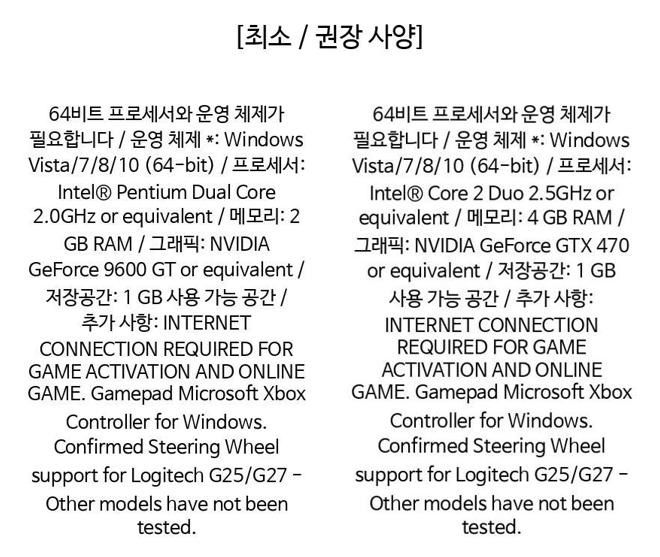 [최소 / 권장 사양]
64비트 프로세서와 운영 체제가
필요합니다 / 운영 체제 *: Windows
Vista/7/8/10 (64-bit) / 프로세서:
Intel® Pentium Dual Core
2.0GHz or equivalent / 메모리: 2
GB RAM / 그래픽: NVIDIA
GeForce 9600 GT or equivalent /
저장공간: 1 GB 사용 가능 공간 /
추가 사항: INTERNET
CONNECTION REQUIRED FOR
GAME ACTIVATION AND ONLINE
GAME. Gamepad Microsoft Xbox
Controller for Windows.
Confirmed Steering Wheel
support for Logitech G25/G27 -
Other models have not been
tested.
64비트 프로세서와 운영 체제가
필요합니다 / 운영 체제 *: Windows
Vista/7/8/10 (64-bit) / 프로세서:
Intel® Core 2 Duo 2.5GHz or
equivalent / 메모리: 4 GB RAM /
그래픽: NVIDIA GeForce GTX 470
or equivalent / 저장공간: 1 GB
사용 가능 공간 / 추가 사항:
INTERNET CONNECTION
REQUIRED FOR GAME
ACTIVATION AND ONLINE
GAME. Gamepad Microsoft Xbox
Controller for Windows.
Confirmed Steering Wheel
support for Logitech G25/G27 -
Other models have not been
tested.